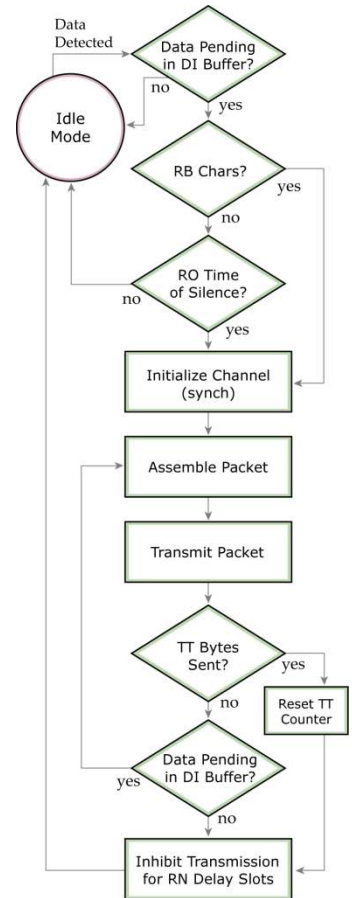 Data
Detected
Data Pending
in DI Buffer?
no
yes
Idle
Mode
RB Chars?
yes
no
RO Time
of Silence?
no
yes
Initialize Channel
(synch)
Assemble Packet
Transmit Packet
TT Bytes
Sent?
yes
no
Reset TT
Counter
Data Pending
in DI Buffer?
yes
no
Inhibit Transmission
for RN Delay Slots